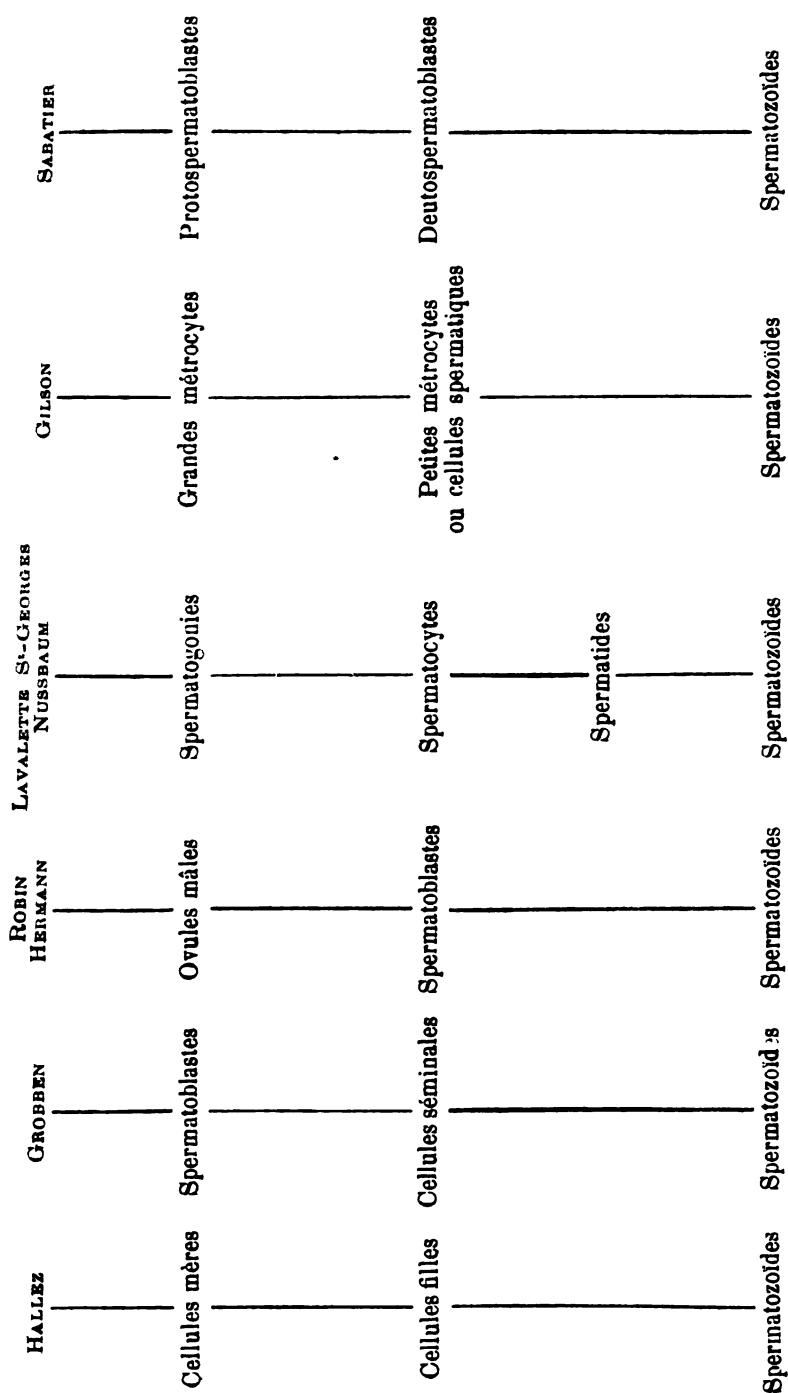 HALLEZ
GROBBEN
ROBIN
HERMANN
LAVALETTE St-GEORGES
NUSSBAUM
GILSON
SABATIER
Cellules mères
Spermatoblastes
Ovules mâles
Spermatogonies
Grandes métrocytes
Protospermatoblastes
Cellules filles
Cellules séminales
Spermatoblastes
Spermatocytes
Petites métrocytes
ou cellules spermatiques
Deutospermatoblastes
Spermatides
Spermatozoïdes
Spermatozoïdes
Spermatozoïdes
Spermatozoïdes
Spermatozoïdes
Spermatozoïdes